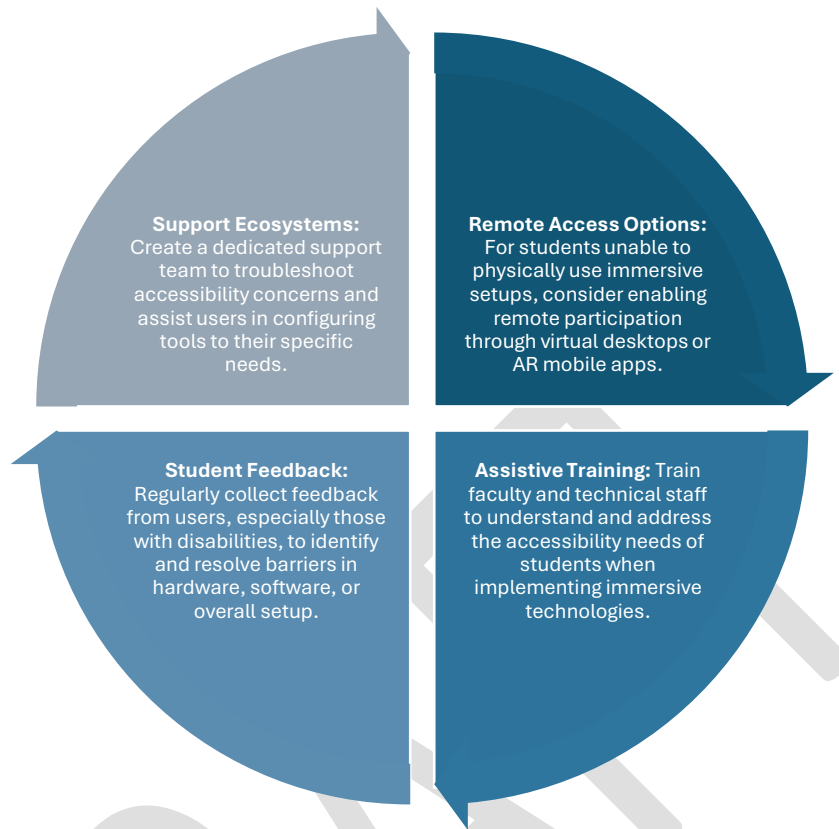 Support Ecosystems:
Create a dedicated support
team to troubleshoot
accessibility concerns and
assist users in configuring
tools to their specific
needs.
Remote Access Options:
For students unable to
physically use immersive
setups, consider enabling
remote participation
through virtual desktops or
AR mobile apps.
Student Feedback:
Regularly collect feedback
from users, especially those
with disabilities, to identify
and resolve barriers in
hardware, software, or
overall setup.
Assistive Training: Train
faculty and technical staff
to understand and address
the accessibility needs of
students when
implementing immersive
technologies.